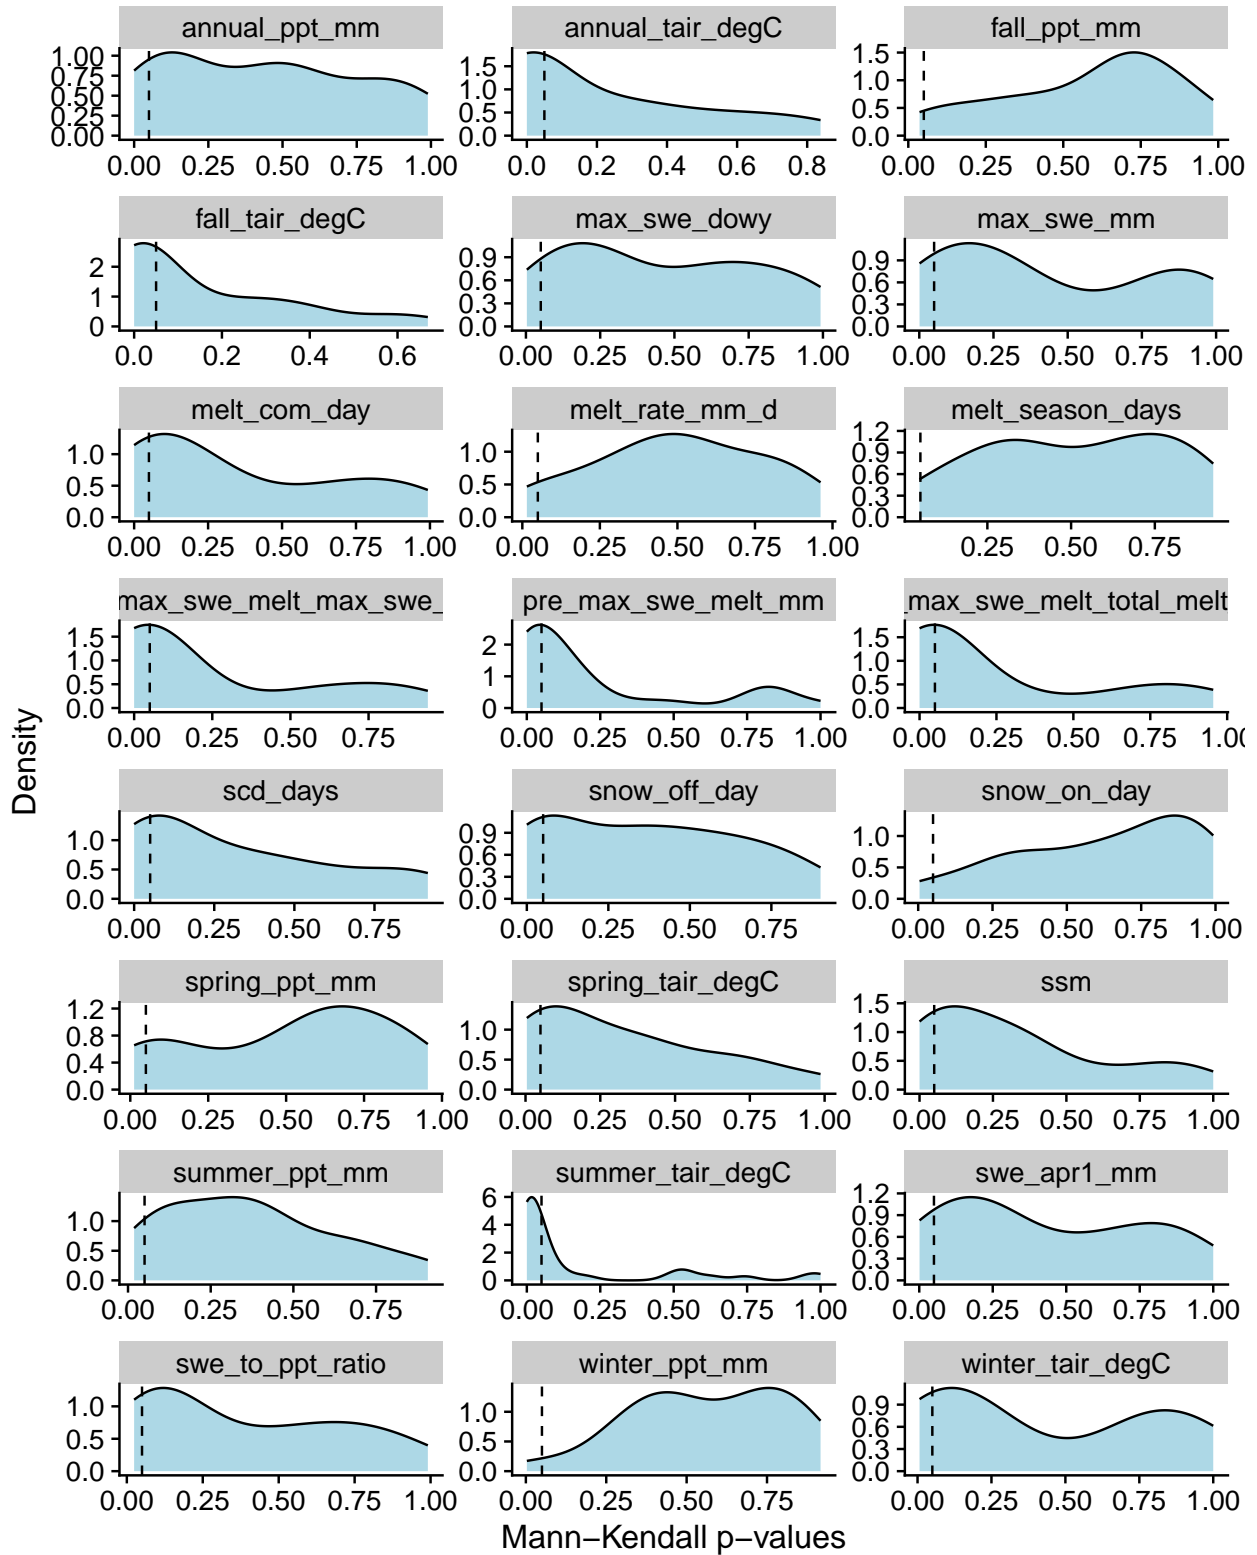 annual_ppt_mm
1.00
0.75
0.50
0.25
0.00
0.00 0.25 0.50 0.75 1.00
annual_tair_degC
1.5
1.0
0.5
0.0
0.0 0.2 0.4 0.6 0.8
fall_ppt_mm
1.5
1.0
0.5
0.0
0.00 0.25 0.50 0.75 1.00
fall_tair_degC
2
1
0
0.0 0.2 0.4 0.6
max_swe_dowy
0.9
0.6
0.3
0.0
0.00 0.25 0.50 0.75 1.00
max_swe_mm
0.9
0.6
0.3
0.0
0.00 0.25 0.50 0.75 1.00
melt_com_day
1.0
0.5
0.0
0.00 0.25 0.50 0.75 1.00
melt_rate_mm_d
1.0
0.5
0.0
0.00 0.25 0.50 0.75 1.00
melt_season_days
1.2
0.9
0.6
0.3
0.0
0.25 0.50 0.75
max_swe_melt_max_swe_
1.5
1.0
0.5
0.0
0.00 0.25 0.50 0.75
pre_max_swe_melt_mm
2
1
0
0.00 0.25 0.50 0.75 1.00
_max_swe_melt_total_melt
1.5
1.0
0.5
0.0
0.00 0.25 0.50 0.75 1.00
Density
scd_days
1.0
0.5
0.0
0.00 0.25 0.50 0.75
snow_off_day
0.9
0.6
0.3
0.0
0.00 0.25 0.50 0.75
snow_on_day
1.0
0.5
0.0
0.00 0.25 0.50 0.75 1.00
spring_ppt_mm
1.2
0.8
0.4
0.0
0.00 0.25 0.50 0.75 1.00
spring_tair_degC
1.0
0.5
0.0
0.00 0.25 0.50 0.75 1.00
ssm
1.5
1.0
0.5
0.0
0.00 0.25 0.50 0.75 1.00
summer_ppt_mm
1.0
0.5
0.0
0.00 0.25 0.50 0.75
summer_tair_degC
6
4
2
0
0.00 0.25 0.50 0.75 1.00
swe_apr1_mm
1.2
0.9
0.6
0.3
0.0
0.00 0.25 0.50 0.75 1.00
swe_to_ppt_ratio
1.0
0.5
0.0
0.00 0.25 0.50 0.75 1.00
winter_ppt_mm
1.0
0.5
0.0
0.00 0.25 0.50 0.75
winter_tair_degC
0.9
0.6
0.3
0.0
0.00 0.25 0.50 0.75 1.00
Mann−Kendall p−values